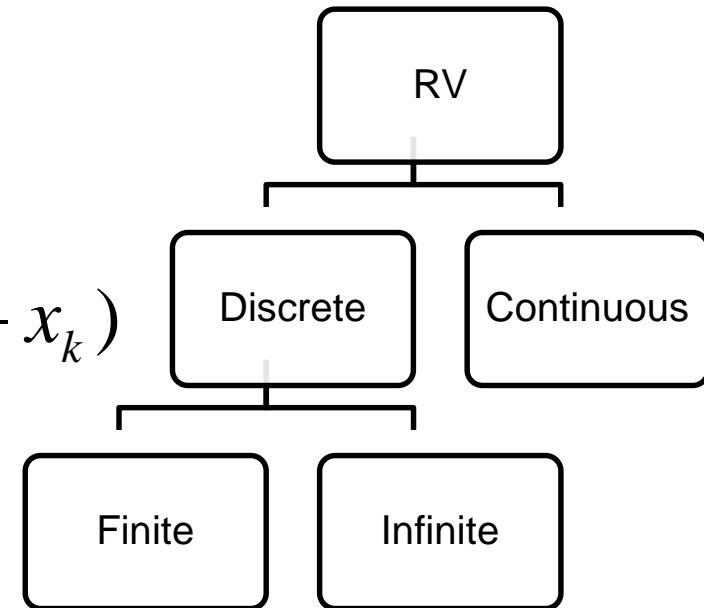 RV
- x_k)
Discrete
Continuous
Finite
Infinite